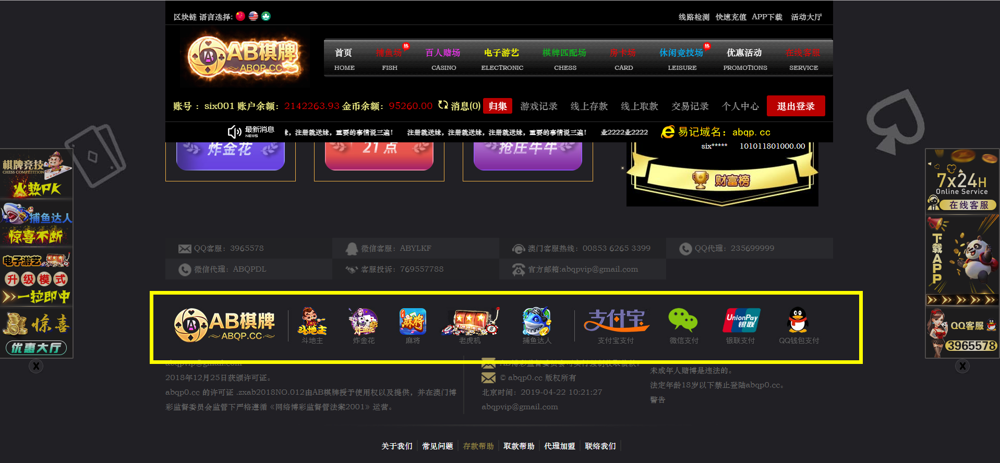 区块链 语言选择:
线路检测 快速充值 APP下载 活动大厅
AB棋牌
ABQP.CC
首页 捕鱼场 热 百人赌场 电子游艺 棋牌匹配场 房卡场 休闲竞技场 热 优惠活动 在线客服
HOME FISH CASINO ELECTRONIC CHESS CARD LEISURE PROMOTIONS SERVICE
账号 : six001 账户余额: 2142263.93 金币余额: 95260.00 消息(0) 归集 游戏记录 线上存款 线上取款 交易记录 个人中心 退出登录
最新消息
NEWS
注册就送妹，重要的事情说三遍！ 注册就送妹，注册就送妹，注册就送妹，重要的事情说三遍！ 业2222业2222
易记域名：abqp.cc
炸金花 21点 抢庄牛牛
six***** 101011801000.00
财富榜
棋牌竞技
CHESS COMPETITION
火热PK
捕鱼达人
惊喜不断
电子游艺
升级模式
一拉即中
惊喜
优惠大厅
X
7x24H
Online Service
在线客服
下载APP
QQ客服
3965578
X
QQ客服：3965578 微信客服：ABYLKF 澳门客服热线：00853 6265 3399 QQ代理：235699999
微信代理：ABQPDL 客服投诉：769557788 官方邮箱:abqpvip@gmail.com
AB棋牌
ABQP.CC
斗地主 炸金花 麻将
UnionPay
银联
支付宝
斗地主 炸金花 麻将 老虎机 捕鱼达人 支付宝支付 微信支付 银联支付 QQ钱包支付
abqpvip@gmail.com
2018年12月25日获颁许可证。
abqp0.cc 的许可证 .zxab2018NO.012由AB棋牌授予使用权以及提供，并在澳门博
彩监督委员会监管下严格遵循《网络博彩监督管法案2001》运营。
© abqp0.cc 版权所有
北京时间：2019-04-22 10:21:27
abqpvip@gmail.com
未成年人赌博是违法的。
法定年龄18岁以下禁止登陆abqp0.cc。
警告
关于我们 常见问题 存款帮助 取款帮助 代理加盟 联络我们